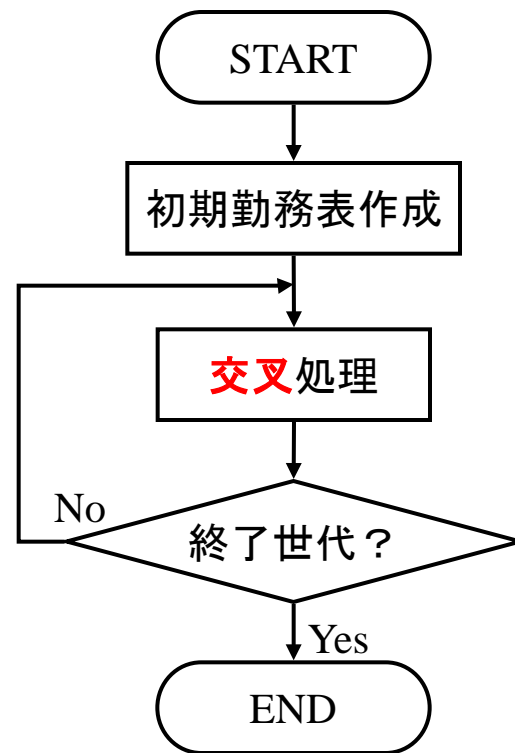 START
初期勤務表作成
交叉処理
No
終了世代？
Yes
END